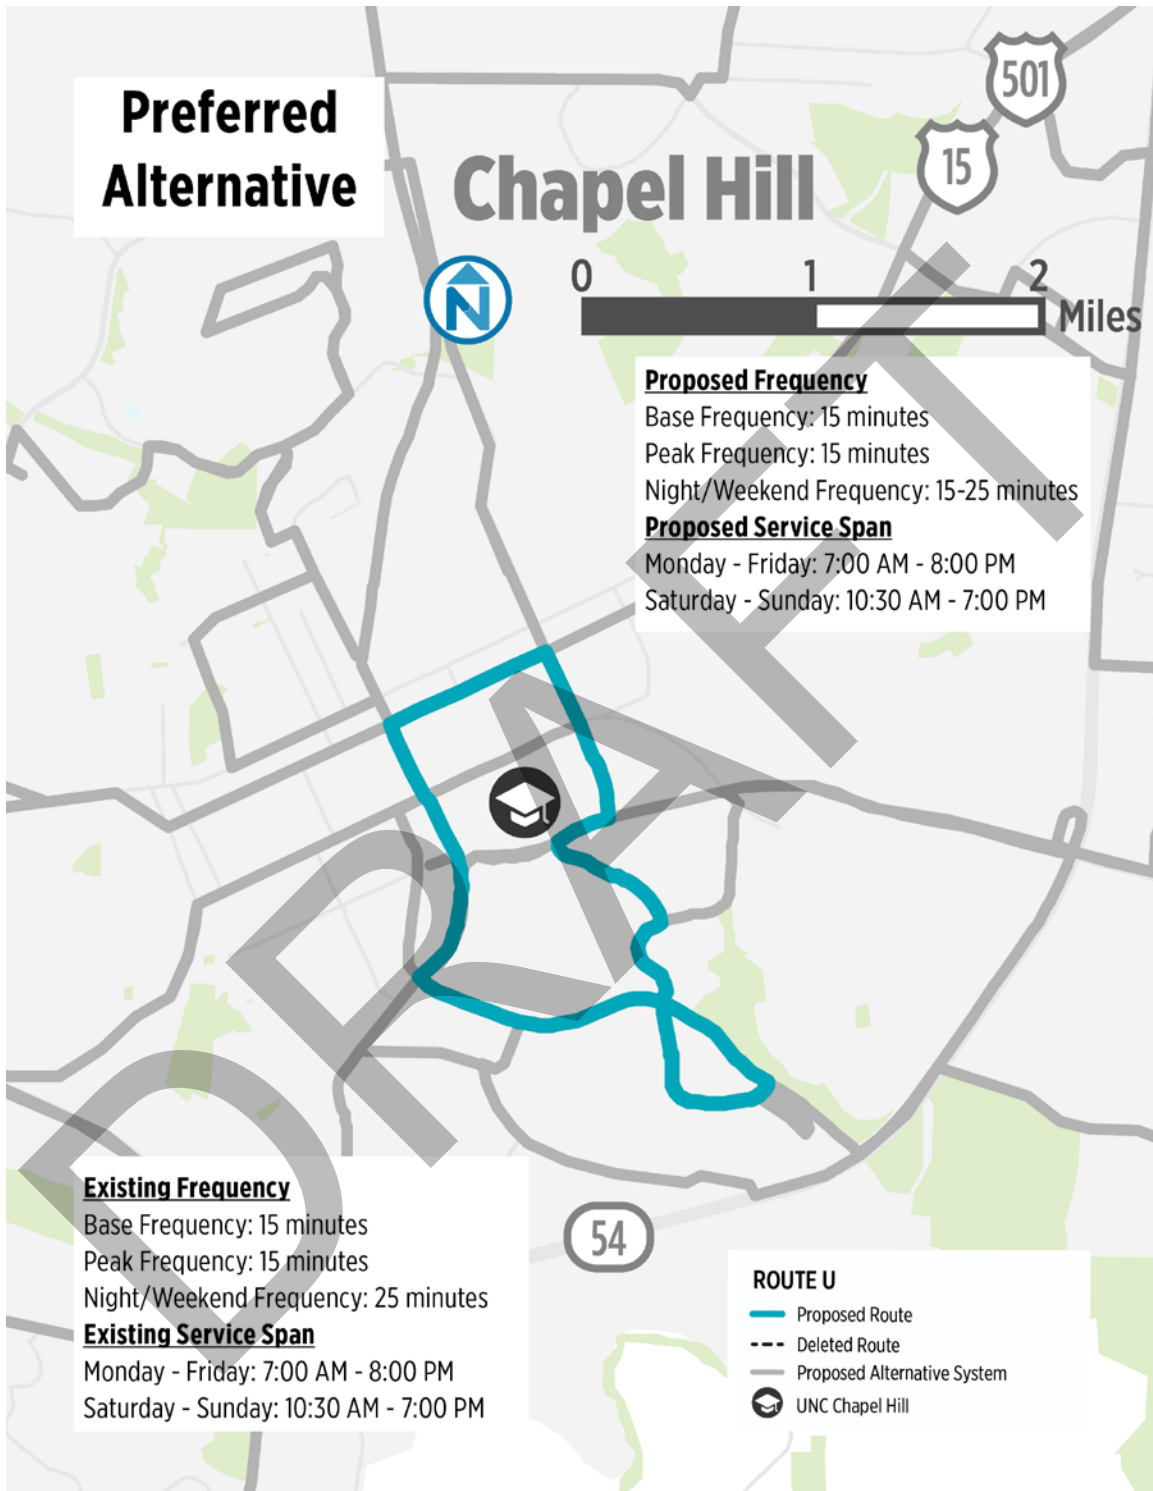 Preferred
Alternative
Chapel Hill
501
15
N
0 1 2
Miles
Proposed Frequency
Base Frequency: 15 minutes
Peak Frequency: 15 minutes
Night/Weekend Frequency: 15-25 minutes
Proposed Service Span
Monday - Friday: 7:00 AM - 8:00 PM
Saturday - Sunday: 10:30 AM - 7:00 PM
DRAFT
Existing Frequency
Base Frequency: 15 minutes
Peak Frequency: 15 minutes
Night/Weekend Frequency: 25 minutes
Existing Service Span
Monday - Friday: 7:00 AM - 8:00 PM
Saturday - Sunday: 10:30 AM - 7:00 PM
54
ROUTE U
Proposed Route
Deleted Route
Proposed Alternative System
UNC Chapel Hill